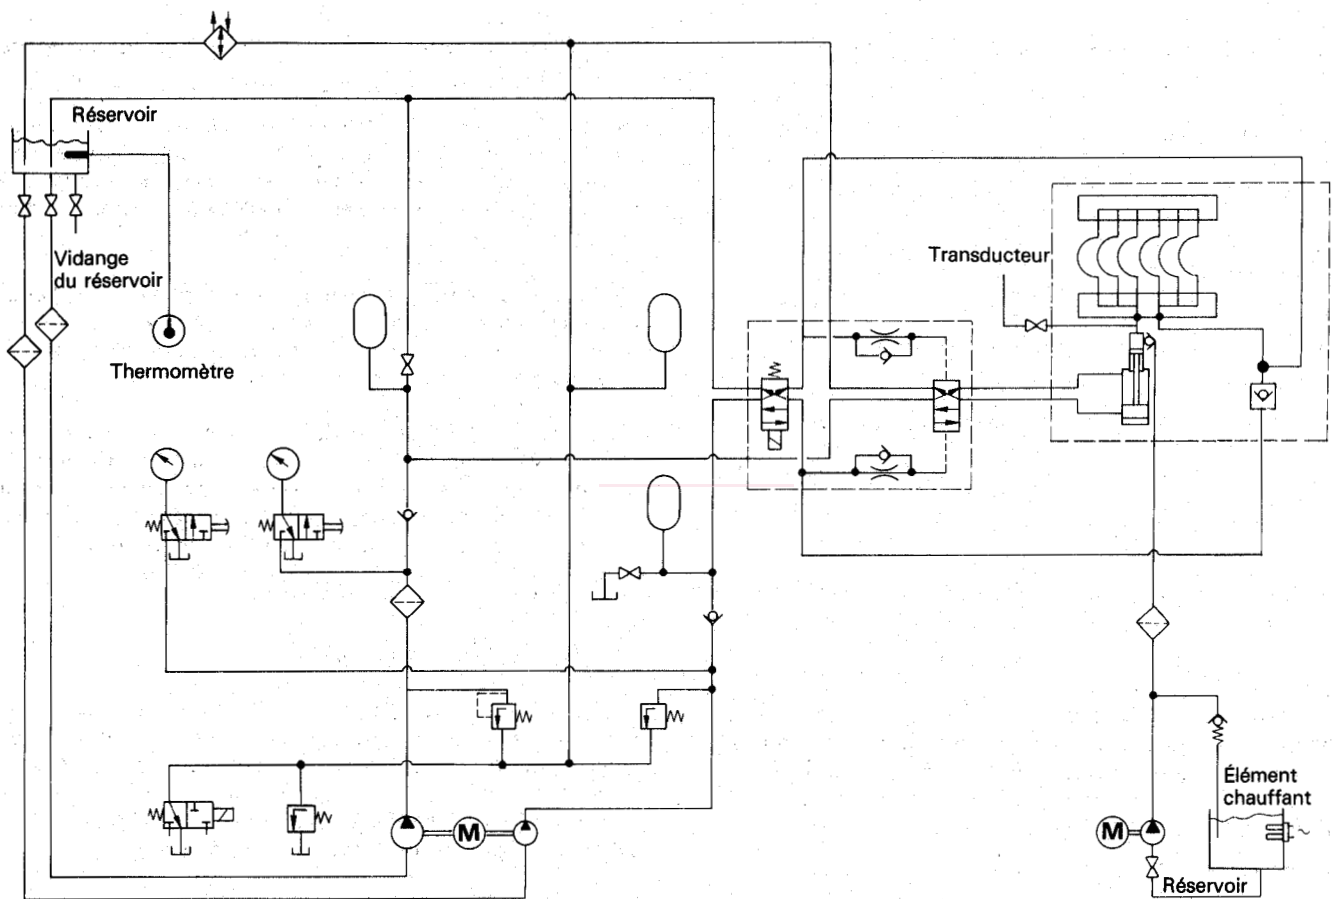 Réservoir
Vidange
du réservoir
Thermomètre
Transducteur
M
M
Élément
chauffant
Réservoir